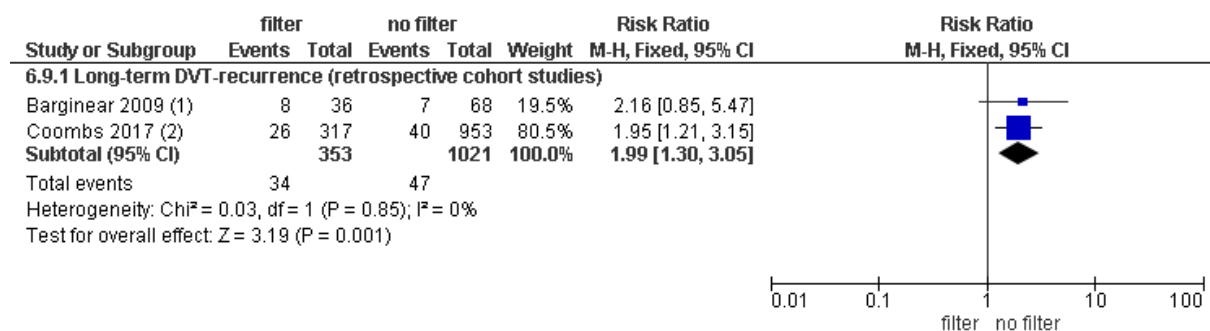 filter no filter Risk Ratio Risk Ratio
Study or Subgroup Events Total Events Total Weight M-H, Fixed, 95% CI M-H, Fixed, 95% CI
6.9.1 Long-term DVT-recurrence (retrospective cohort studies)
Barginear 2009 (1) 8 36 7 68 19.5% 2.16 [0.85, 5.47]
Coombs 2017 (2) 26 317 40 953 80.5% 1.95 [1.21, 3.15]
Subtotal (95% CI) 353 1021 100.0% 1.99 [1.30, 3.05]
Total events 34 47
Heterogeneity: Chi² = 0.03, df = 1 (P = 0.85); I² = 0%
Test for overall effect: Z = 3.19 (P = 0.001)
0.01 0.1 1 10 100
filter no filter